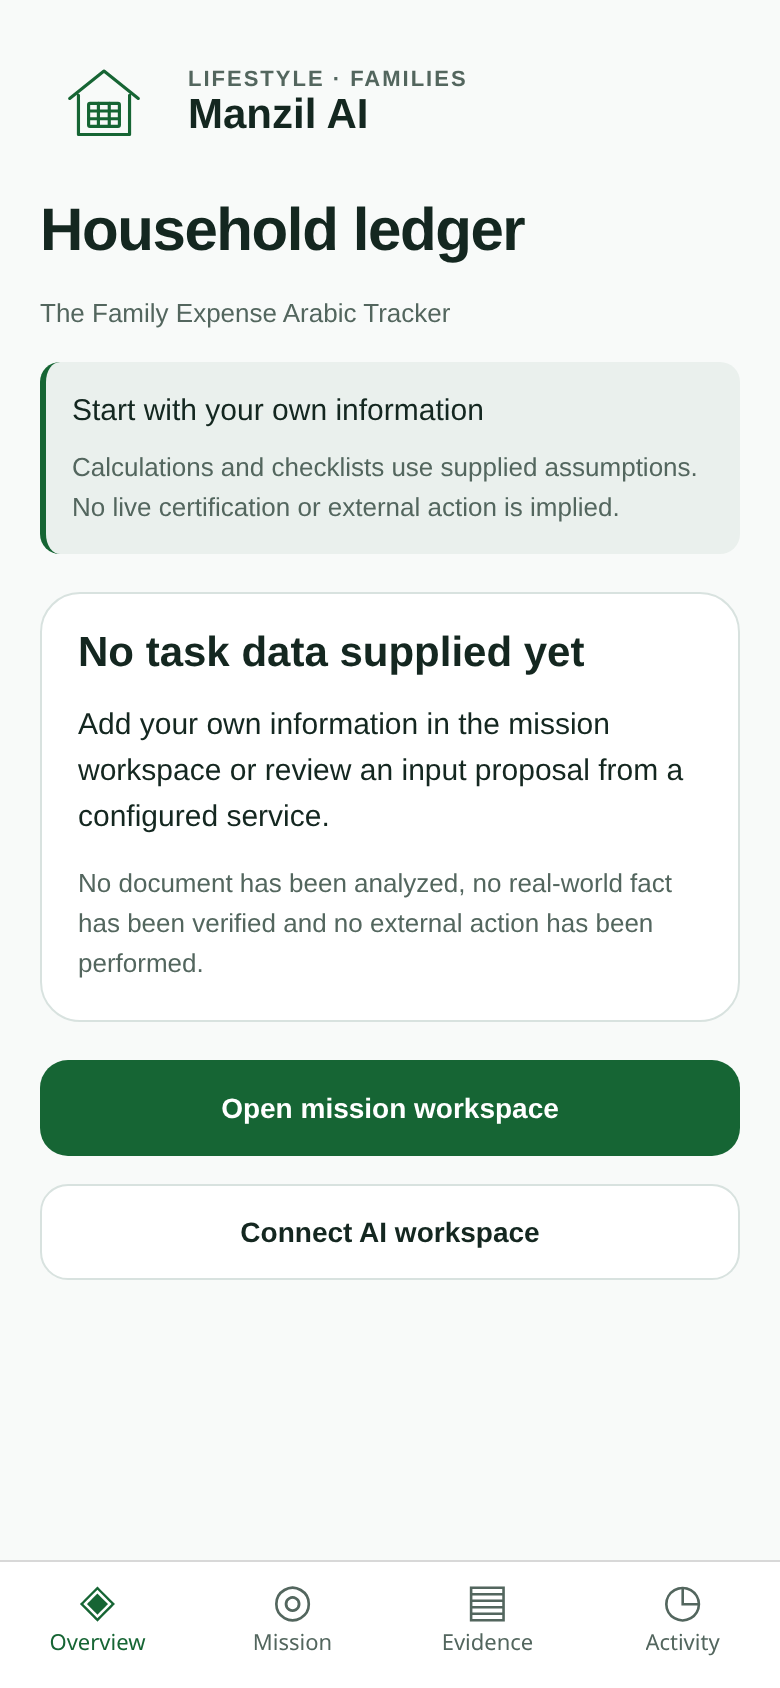 LIFESTYLE · FAMILIES
Manzil AI
Household ledger
The Family Expense Arabic Tracker
Start with your own information
Calculations and checklists use supplied assumptions.
No live certification or external action is implied.
No task data supplied yet
Add your own information in the mission
workspace or review an input proposal from a
configured service.
No document has been analyzed, no real-world fact
has been verified and no external action has been
performed.
Open mission workspace
Connect AI workspace
Overview
Mission
Evidence
Activity